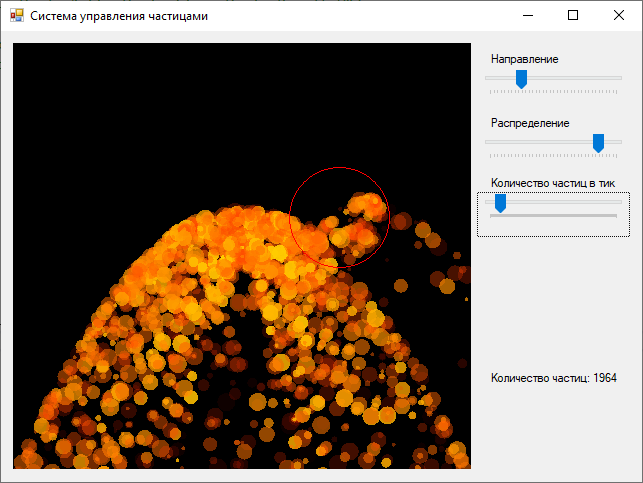 Система управления частицами
Направление
Распределение
Количество частиц в тик
Количество частиц: 1964